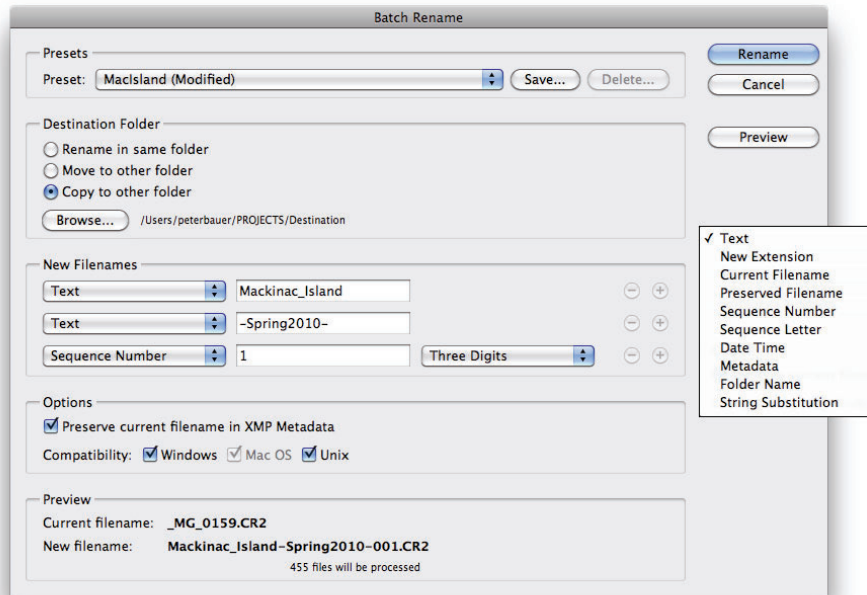 Batch Rename
Presets
Preset: MacIsland (Modified) Save... Delete...
Rename
Cancel
Preview
Destination Folder
Rename in same folder
Move to other folder
Copy to other folder
Browse... /Users/peterbauer/PROJECTS/Destination
New Filenames
Text Mackinac_Island
Text -Spring2010-
Sequence Number 1 Three Digits
Text
New Extension
Current Filename
Preserved Filename
Sequence Number
Sequence Letter
Date Time
Metadata
Folder Name
String Substitution
Options
Preserve current filename in XMP Metadata
Compatibility: Windows Mac OS Unix
Preview
Current filename: _MG_0159.CR2
New filename: Mackinac_Island-Spring2010-001.CR2
455 files will be processed